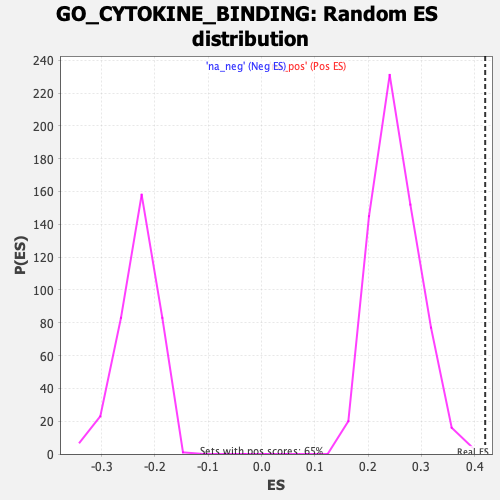 GO_CYTOKINE_BINDING: Random ES
distribution
'na_neg' (Neg ES) pos' (Pos ES)
240
220
200
180
160
140
120
100
80
60
40
20
0
P(ES)
Sets with pos scores: 65%
Real ES
-0.3 -0.2 -0.1 0.0 0.1 0.2 0.3 0.4
ES